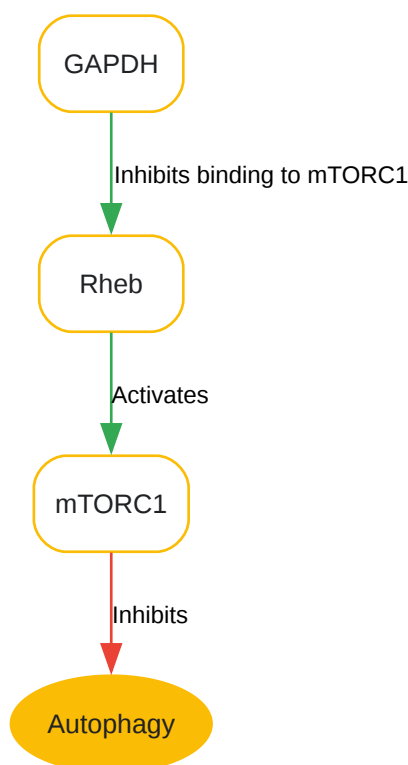 GAPDH
Inhibits binding to mTORC1
Rheb
Activates
mTORC1
Inhibits
Autophagy